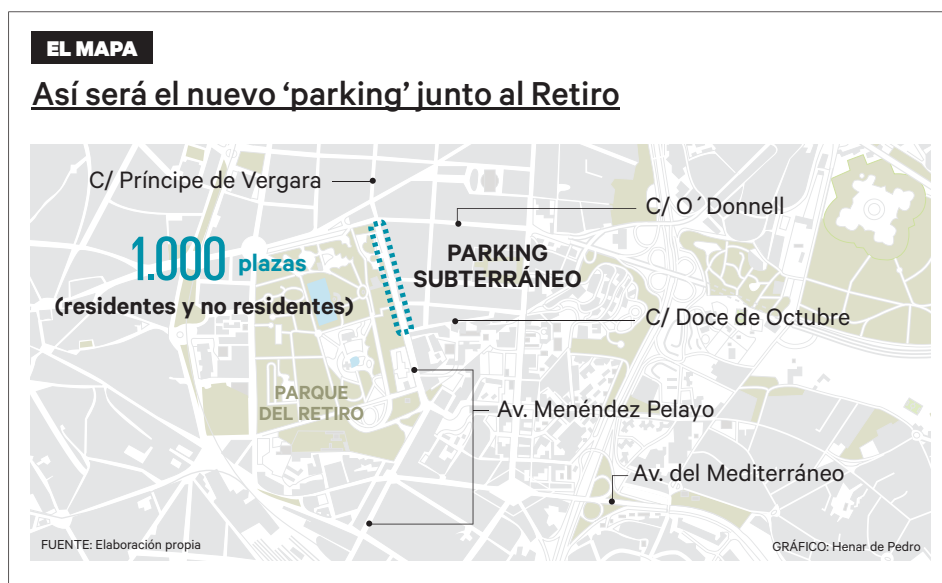 EL MAPA
Así será el nuevo ‘parking’ junto al Retiro
C/ Príncipe de Vergara
C/ O´Donnell
1.000 plazas
(residentes y no residentes)
PARKING
SUBTERRÁNEO
C/ Doce de Octubre
PARQUE
DEL RETIRO
Av. Menéndez Pelayo
Av. del Mediterráneo
FUENTE: Elaboración propia
GRÁFICO: Henar de Pedro